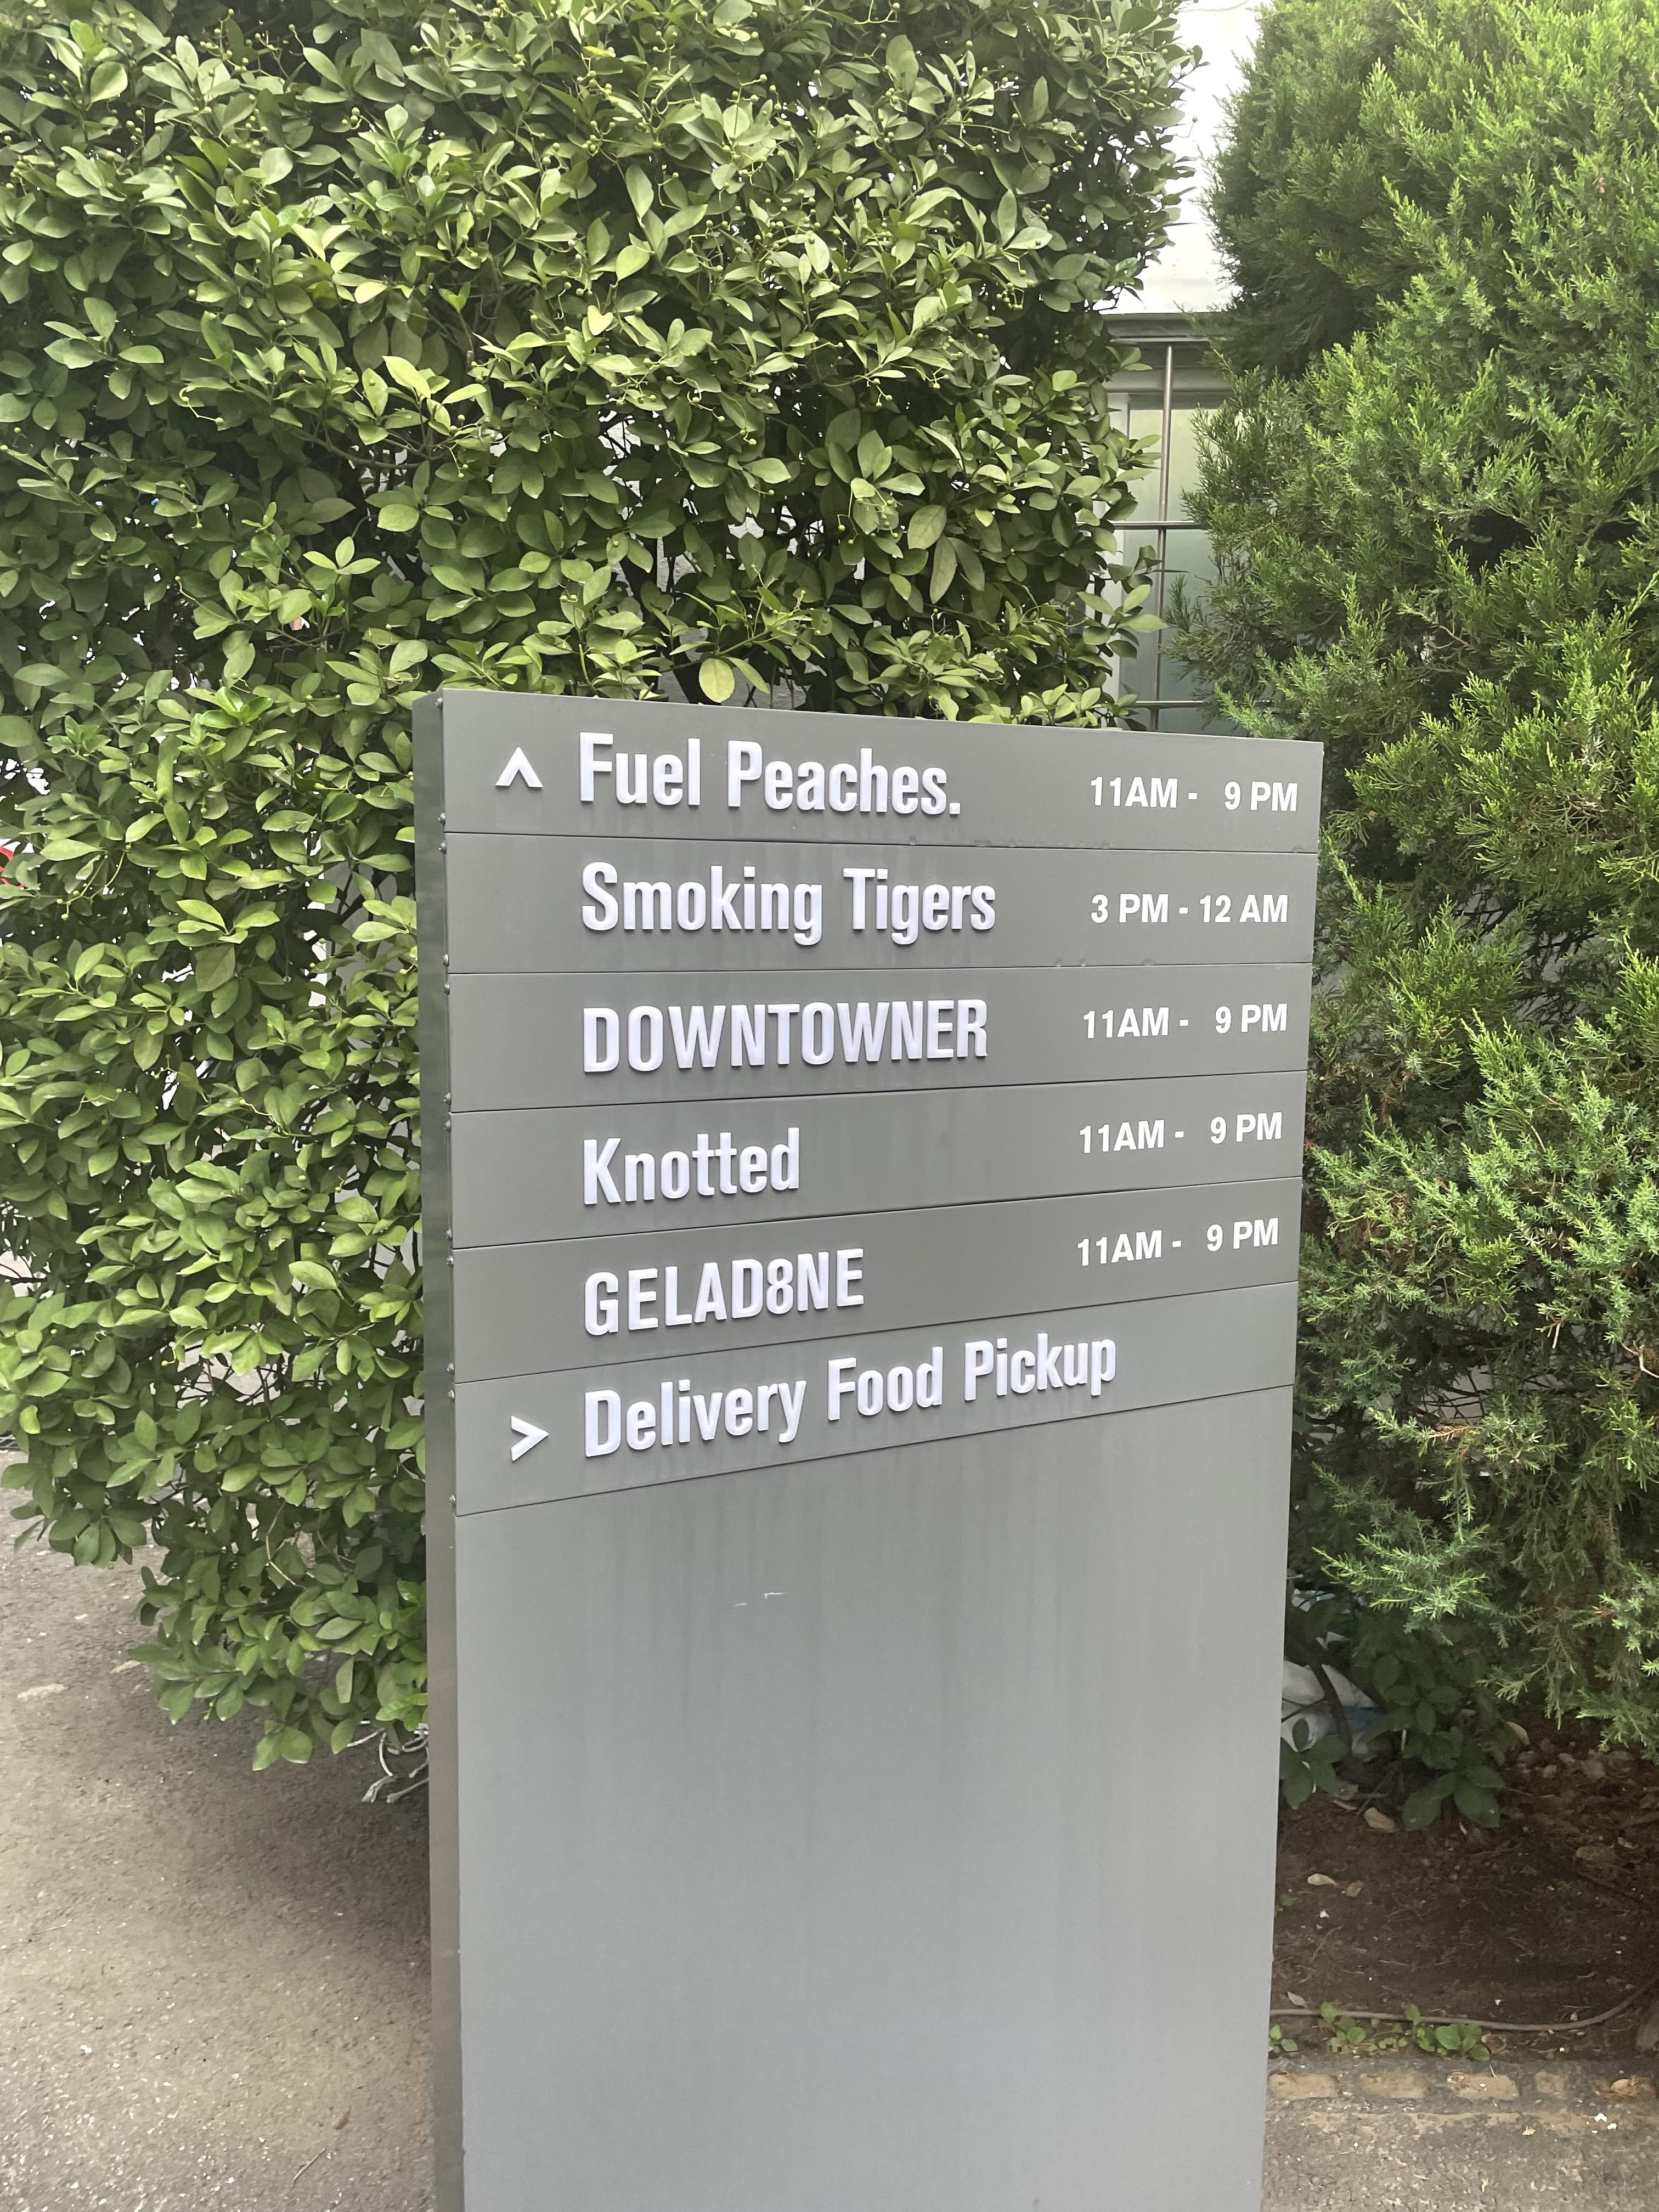 ^ Fuel Peaches. 11AM - 9 PM
Smoking Tigers 3 PM - 12 AM
DOWNTOWNER 11AM - 9 PM
Knotted 11AM - 9 PM
GELAD8NE 11AM - 9 PM
> Delivery Food Pickup